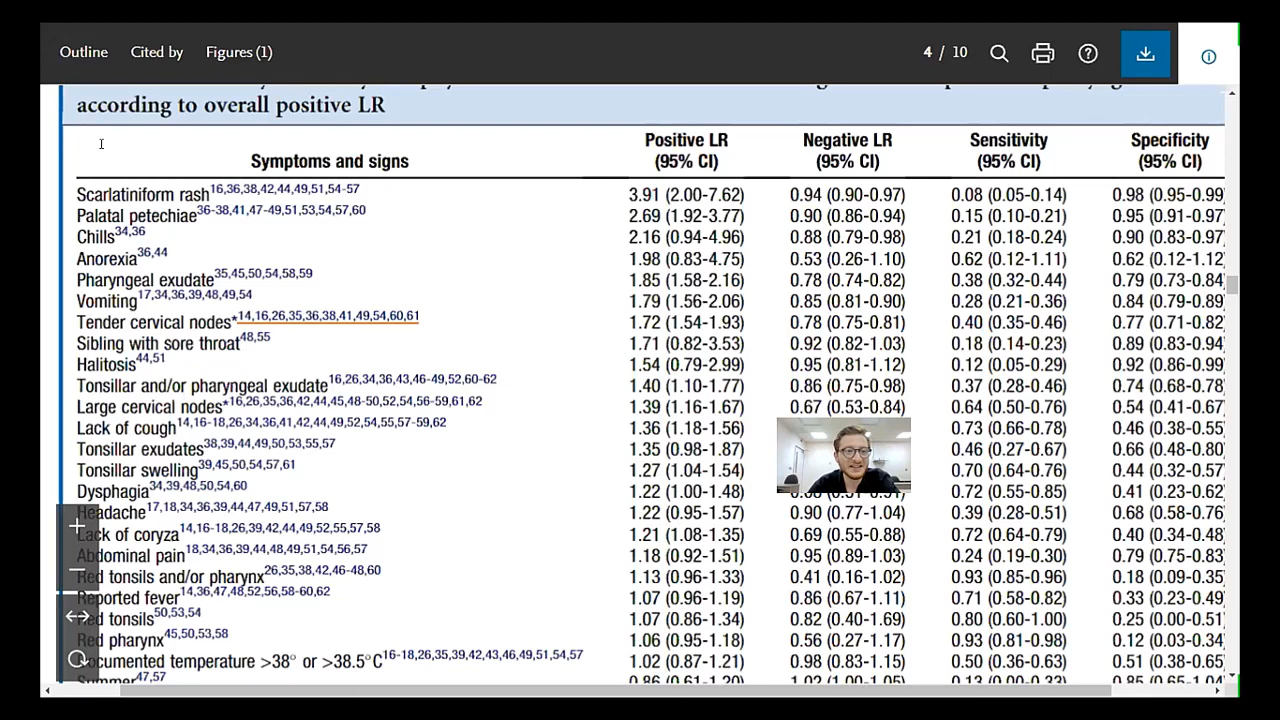 Outline Cited by Figures (1) 4 / 10
according to overall positive LR
Symptoms and signs Positive LR (95% CI) Negative LR (95% CI) Sensitivity (95% CI) Specificity (95% CI)
Scarlatiniform rash16,36,38,42,44,49,51,54-57 3.91 (2.00-7.62) 0.94 (0.90-0.97) 0.08 (0.05-0.14) 0.98 (0.95-0.99)
Palatal petechiae36-38,41,47-49,51,53,54,57,60 2.69 (1.92-3.77) 0.90 (0.86-0.94) 0.15 (0.10-0.21) 0.95 (0.91-0.97)
Chills34,36 2.16 (0.94-4.96) 0.88 (0.79-0.98) 0.21 (0.18-0.24) 0.90 (0.83-0.97)
Anorexia36,44 1.98 (0.83-4.75) 0.53 (0.26-1.10) 0.62 (0.12-1.11) 0.62 (0.12-1.12)
Pharyngeal exudate35,45,50,54,58,59 1.85 (1.58-2.16) 0.78 (0.74-0.82) 0.38 (0.32-0.44) 0.79 (0.73-0.84)
Vomiting17,34,36,39,48,49,54 1.79 (1.56-2.06) 0.85 (0.81-0.90) 0.28 (0.21-0.36) 0.84 (0.79-0.89)
Tender cervical nodes*14,16,26,35,36,38,41,49,54,60,61 1.72 (1.54-1.93) 0.78 (0.75-0.81) 0.40 (0.35-0.46) 0.77 (0.71-0.82)
Sibling with sore throat48,55 1.71 (0.82-3.53) 0.92 (0.82-1.03) 0.18 (0.14-0.23) 0.89 (0.83-0.94)
Halitosis44,51 1.54 (0.79-2.99) 0.95 (0.81-1.12) 0.12 (0.05-0.29) 0.92 (0.86-0.99)
Tonsillar and/or pharyngeal exudate16,26,34,36,43,46-49,52,60-62 1.40 (1.10-1.77) 0.86 (0.75-0.98) 0.37 (0.28-0.46) 0.74 (0.68-0.78)
Large cervical nodes*16,26,35,36,42,44,45,48-50,52,54,56-59,61,62 1.39 (1.16-1.67) 0.67 (0.53-0.84) 0.64 (0.50-0.76) 0.54 (0.41-0.67)
Lack of cough14,16-18,26,34,36,41,42,44,49,52,54,55,57-59,62 1.36 (1.18-1.56) 0.73 (0.66-0.78) 0.46 (0.38-0.55)
Tonsillar exudates38,39,44,49,50,53,55,57 1.35 (0.98-1.87) 0.46 (0.27-0.67) 0.66 (0.48-0.80)
Tonsillar swelling39,45,50,54,57,61 1.27 (1.04-1.54) 0.70 (0.64-0.76) 0.44 (0.32-0.57)
Dysphagia34,39,48,50,54,60 1.22 (1.00-1.48) 0.72 (0.55-0.85) 0.41 (0.23-0.62)
Headache17,18,34,36,39,44,47,49,51,57,58 1.22 (0.95-1.57) 0.90 (0.77-1.04) 0.39 (0.28-0.51) 0.68 (0.58-0.76)
Lack of coryza14,16-18,26,39,42,44,49,52,55,57,58 1.21 (1.08-1.35) 0.69 (0.55-0.88) 0.72 (0.64-0.79) 0.40 (0.34-0.48)
Abdominal pain18,34,36,39,44,48,49,51,54,56,57 1.18 (0.92-1.51) 0.95 (0.89-1.03) 0.24 (0.19-0.30) 0.79 (0.75-0.83)
Red tonsils and/or pharynx26,35,38,42,46-48,60 1.13 (0.96-1.33) 0.41 (0.16-1.02) 0.93 (0.85-0.96) 0.18 (0.09-0.35)
Reported fever14,36,47,48,52,56,58-60,62 1.07 (0.96-1.19) 0.86 (0.67-1.11) 0.71 (0.58-0.82) 0.33 (0.23-0.49)
Red tonsils50,53,54 1.07 (0.86-1.34) 0.82 (0.40-1.69) 0.80 (0.60-1.00) 0.25 (0.00-0.51)
Red pharynx45,50,53,58 1.06 (0.95-1.18) 0.56 (0.27-1.17) 0.93 (0.81-0.98) 0.12 (0.03-0.34)
Documented temperature >38° or >38.5°C16-18,26,35,39,42,43,46,49,51,54,57 1.02 (0.87-1.21) 0.98 (0.83-1.15) 0.50 (0.36-0.63) 0.51 (0.38-0.65)
Summer47,57 0.86 (0.61-1.20) 1.02 (1.00-1.05) 0.13 (0.00-0.33) 0.85 (0.65-1.04)